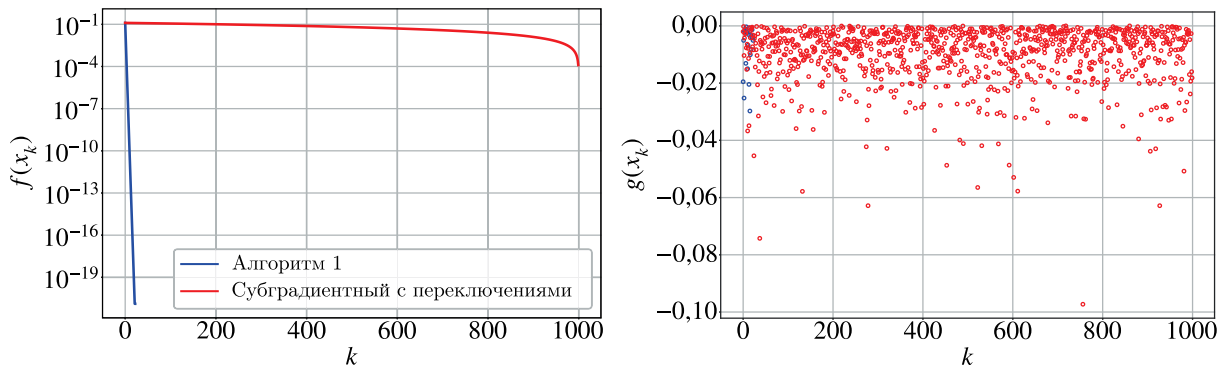 f(x_k)
10^{-1}
10^{-4}
10^{-7}
10^{-10}
10^{-13}
10^{-16}
10^{-19}
Алгоритм 1
Субградиентный с переключениями
0 200 400 600 800 1000
k
g(x_k)
0,00
−0,02
−0,04
−0,06
−0,08
−0,10
0 200 400 600 800 1000
k